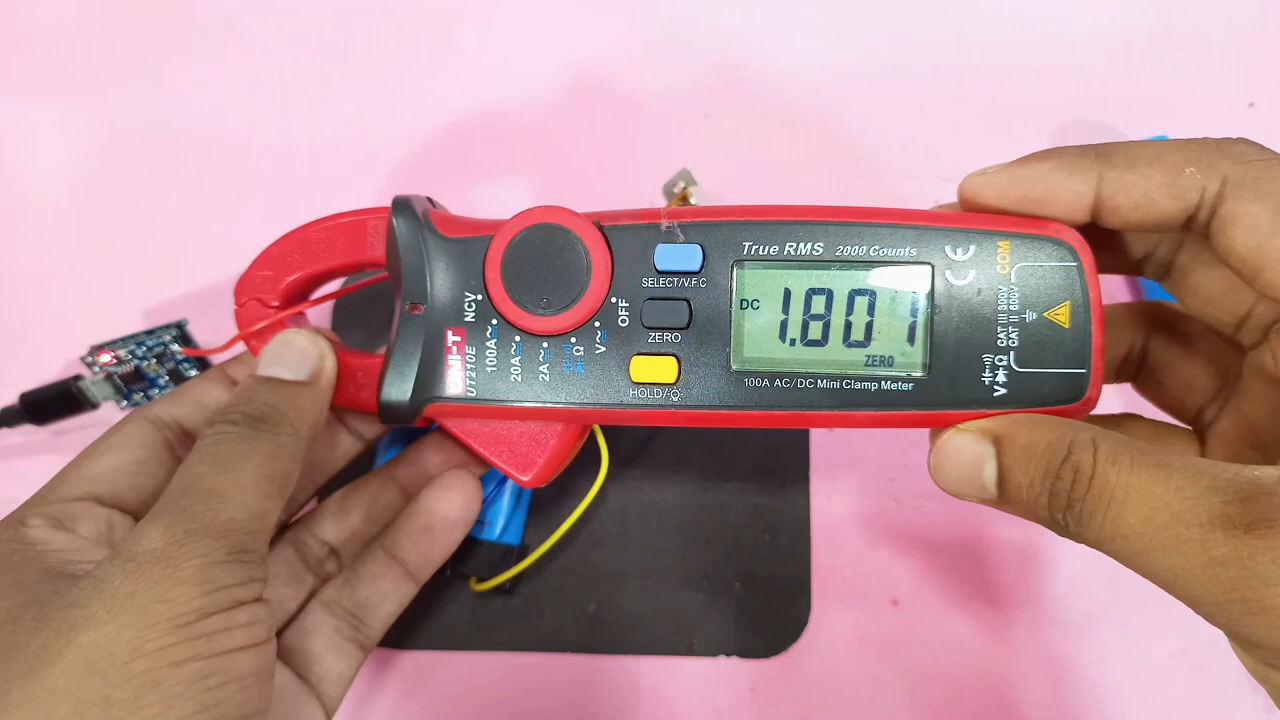 True RMS 2000 Counts
SELECT/V.F.C
ZERO
HOLD/
NCV
100A
20A
2A
Ω
V
OFF
UNI-T
UT210E
DC
1.801
ZERO
100A AC/DC Mini Clamp Meter
CE
COM
CAT III 300V
CAT II 600V
VΩ